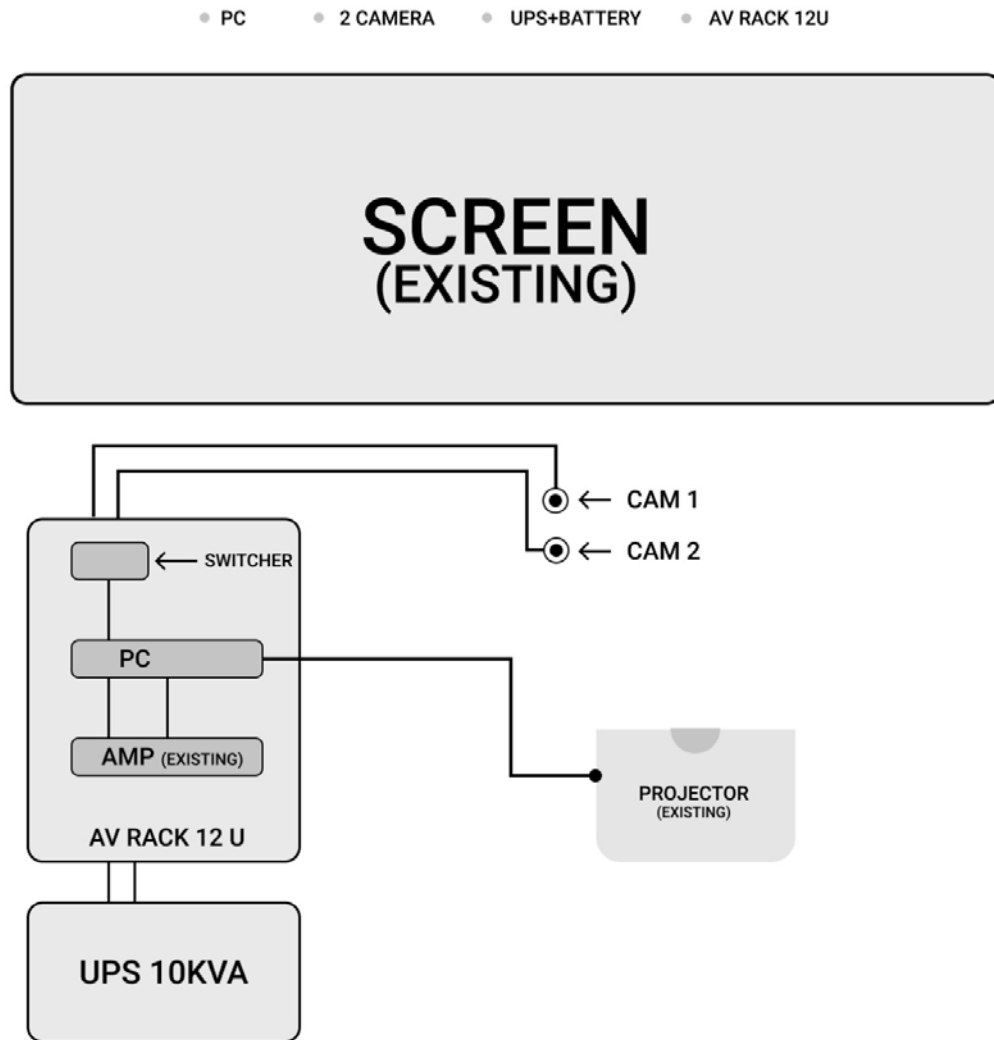 PC 2 CAMERA UPS+BATTERY AV RACK 12U
SCREEN
(EXISTING)
CAM 1
CAM 2
SWITCHER
PC
AMP (EXISTING)
AV RACK 12 U
PROJECTOR
(EXISTING)
UPS 10KVA